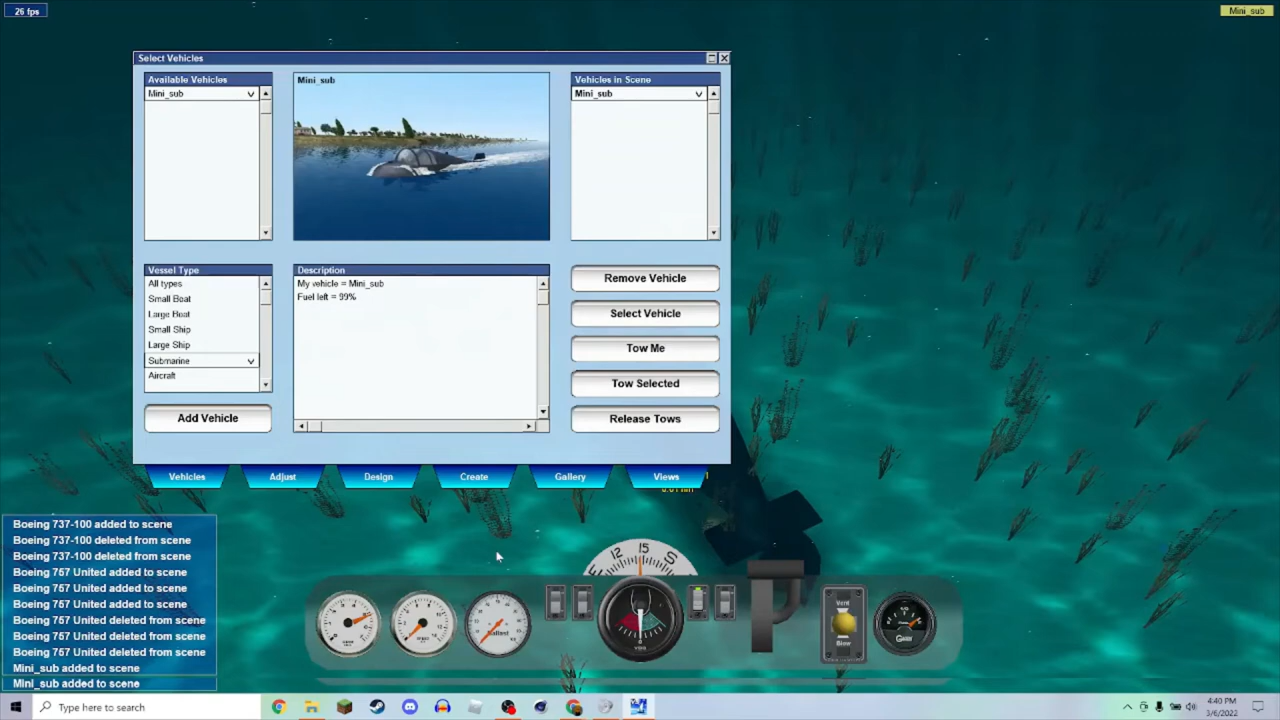 26 fps
Mini_sub
Select Vehicles
Available Vehicles
Mini_sub
Mini_sub
Vehicles in Scene
Mini_sub
Vessel Type
All types
Small Boat
Large Boat
Small Ship
Large Ship
Submarine
Aircraft
Add Vehicle
Description
My vehicle = Mini_sub
Fuel left = 99%
Remove Vehicle
Select Vehicle
Tow Me
Tow Selected
Release Tows
Vehicles
Adjust
Design
Create
Gallery
Views
Boeing 737-100 added to scene
Boeing 737-100 deleted from scene
Boeing 737-100 deleted from scene
Boeing 767 United added to scene
Boeing 767 United added to scene
Boeing 767 United added to scene
Boeing 767 United deleted from scene
Boeing 767 United deleted from scene
Boeing 767 United deleted from scene
Mini_sub added to scene
Mini_sub added to scene
E 12 15 S
Vent
Blow
Type here to search
4:40 PM
3/6/2022